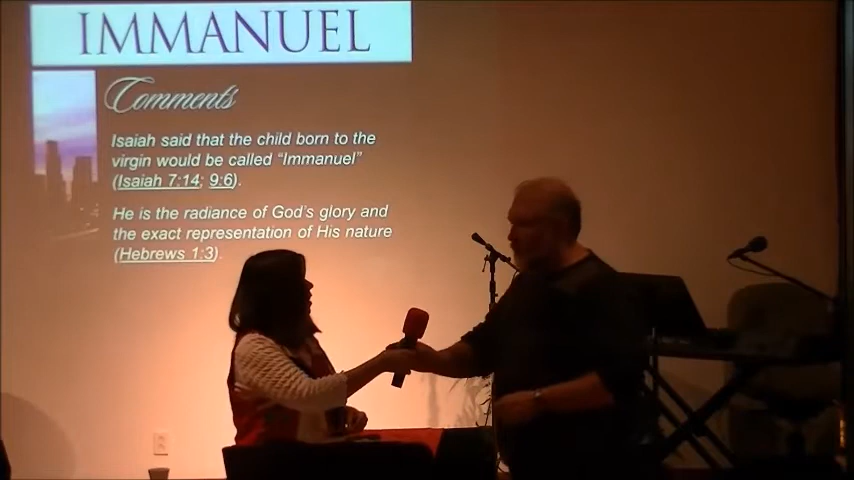 IMMANUEL
Comments
Isaiah said that the child born to the
virgin would be called "Immanuel"
(Isaiah 7:14; 9:6).
He is the radiance of God's glory and
the exact representation of His nature
(Hebrews 1:3).